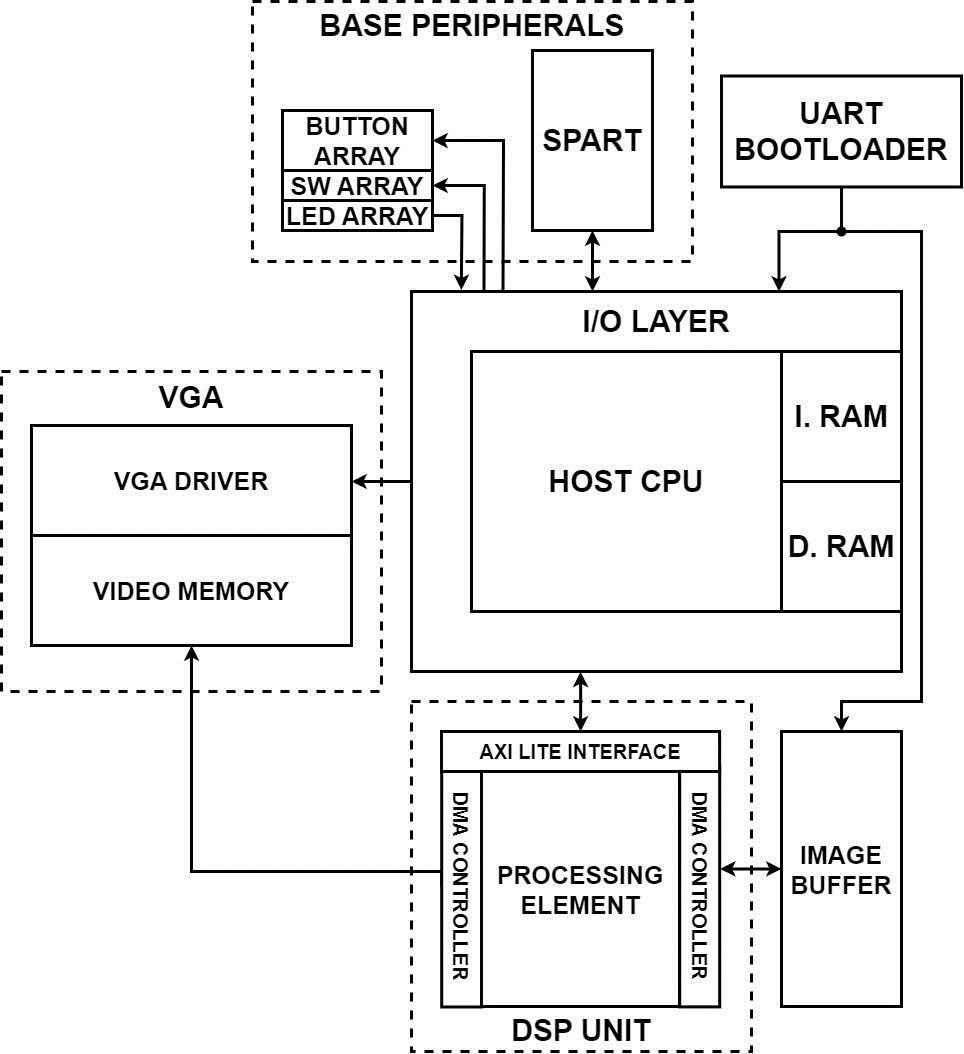 BASE PERIPHERALS
BUTTON
ARRAY
SW ARRAY
LED ARRAY
SPART
UART
BOOTLOADER
I/O LAYER
HOST CPU
I. RAM
D. RAM
VGA
VGA DRIVER
VIDEO MEMORY
AXI LITE INTERFACE
DMA CONTROLLER
PROCESSING
ELEMENT
DMA CONTROLLER
DSP UNIT
IMAGE
BUFFER